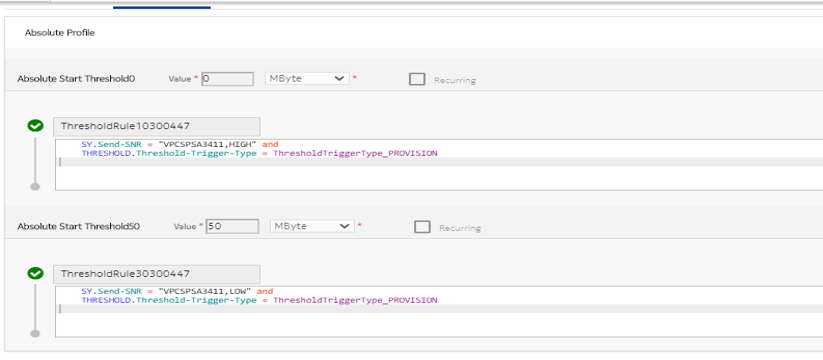 Absolute Profile
Absolute Start Threshold0 Value * 0 MByte * Recurring
ThresholdRule10300447
SY.Send-SNR = "VPCSPSA3411,HIGH" and
THRESHOLD.Threshold-Trigger-Type = ThresholdTriggerType_PROVISION
Absolute Start Threshold50 Value * 50 MByte * Recurring
ThresholdRule30300447
SY.Send-SNR = "VPCSPSA3411,LOW" and
THRESHOLD.Threshold-Trigger-Type = ThresholdTriggerType_PROVISION